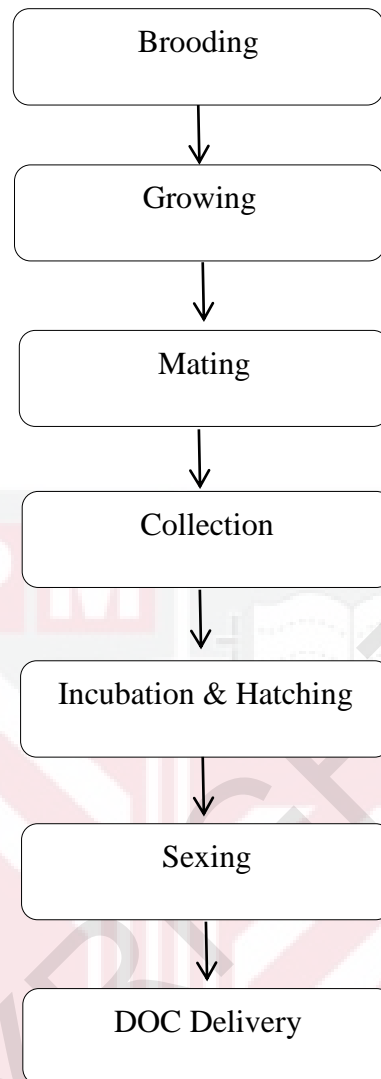 Brooding
Growing
Mating
Collection
Incubation & Hatching
Sexing
DOC Delivery